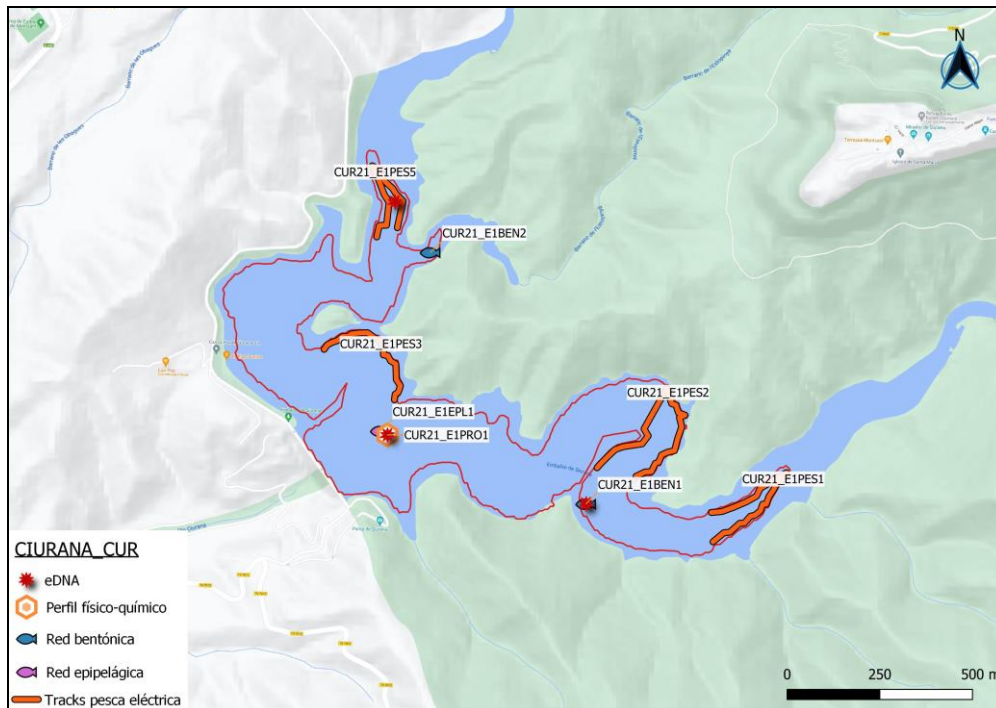 N
CUR21_E1PES5
CUR21_E1BEN2
CUR21_E1PES3
CUR21_E1PES2
CUR21_E1EPL1
CUR21_E1PRO1
CUR21_E1BEN1
CUR21_E1PES1
CIURANA_CUR
eDNA
Perfil físico-químico
Red bentónica
Red epipelágica
Tracks pesca eléctrica
0 250 500 m